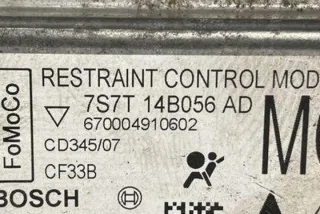 FoMoCo
RESTRAINT CONTROL MOD
7S7T 14B056 AD
670004910602
CD345/07
CF33B
BOSCH